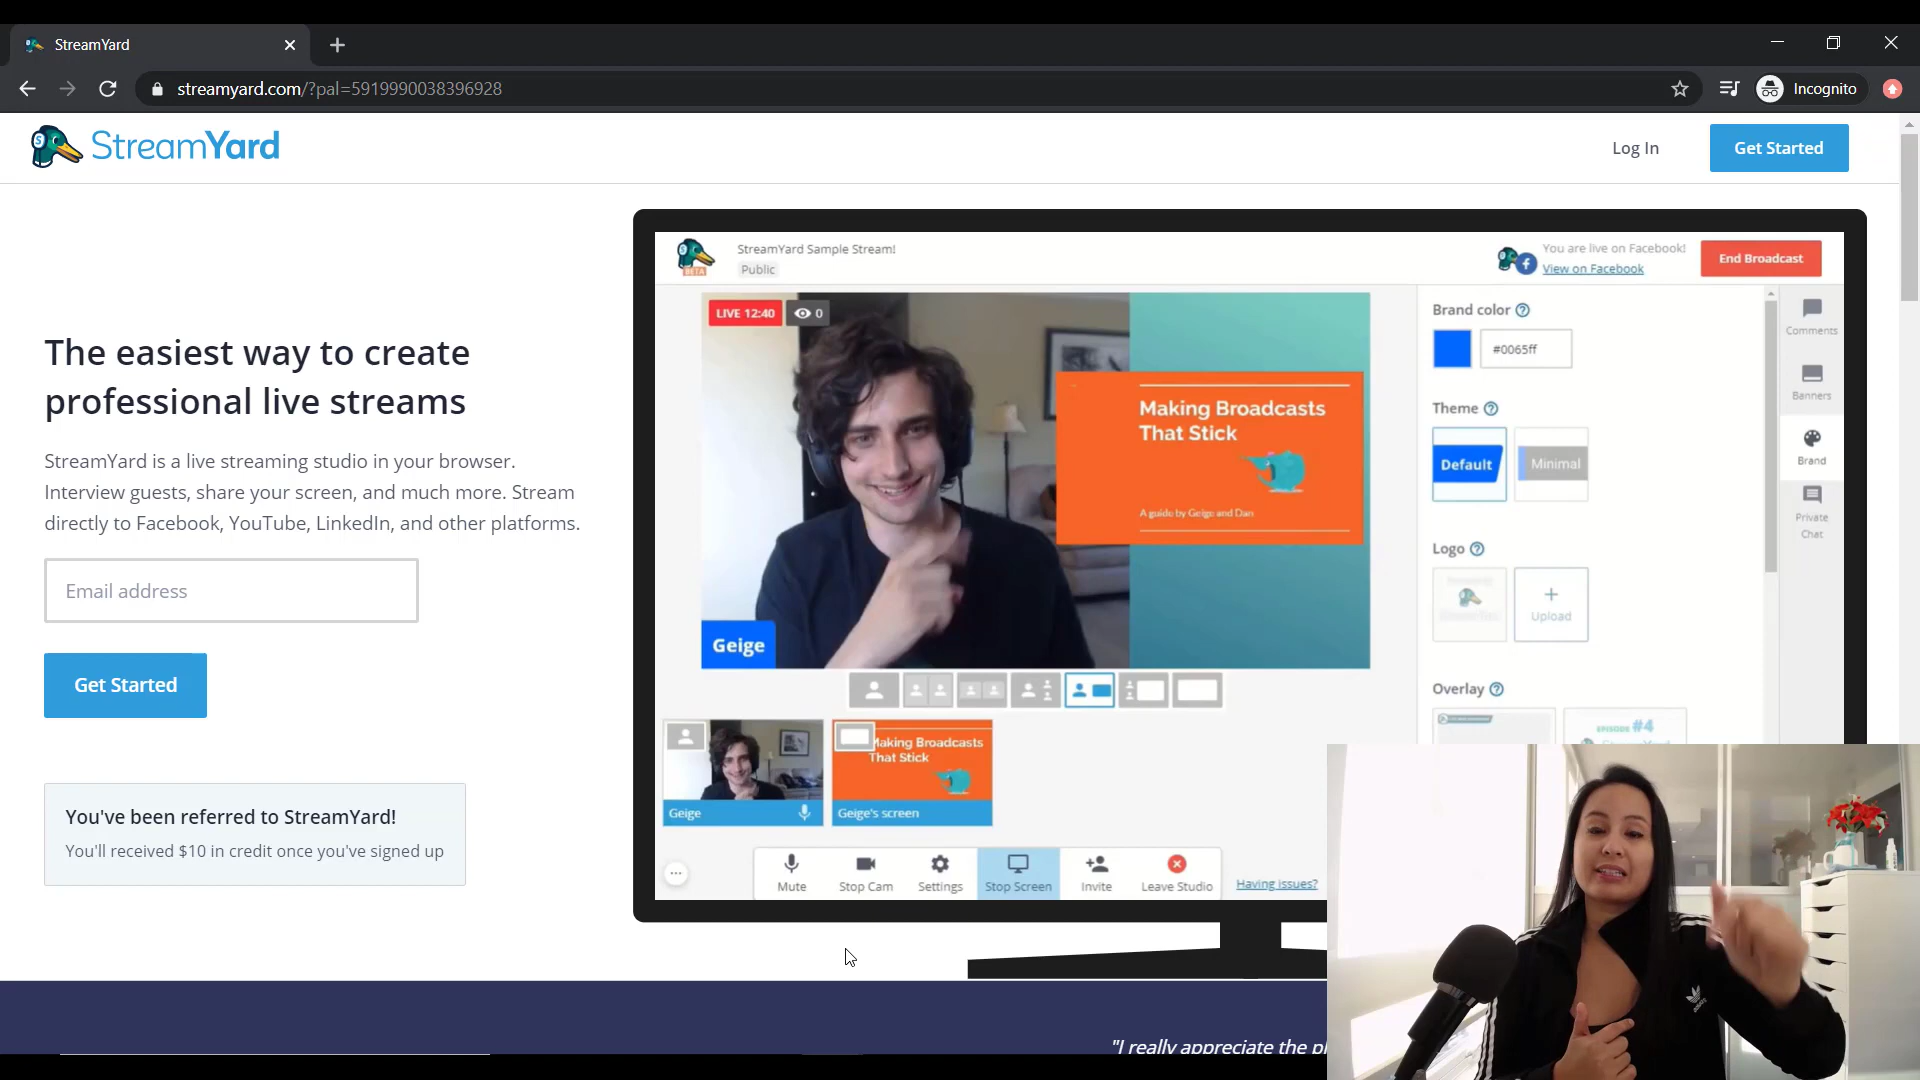 StreamYard
streamyard.com/?pal=5919990038396928
Incognito
StreamYard
Log In
Get Started
The easiest way to create
professional live streams
StreamYard is a live streaming studio in your browser.
Interview guests, share your screen, and much more. Stream
directly to Facebook, YouTube, LinkedIn, and other platforms.
Email address
Get Started
You've been referred to StreamYard!
You'll received $10 in credit once you've signed up
BETA
StreamYard Sample Stream!
Public
You are live on Facebook!
View on Facebook
End Broadcast
LIVE 12:40
0
Making Broadcasts
That Stick
A guide by Geige and Dan
Geige
Brand color
#0065ff
Theme
Default
Minimal
Logo
Upload
Overlay
EPISODE #4
Comments
Banners
Brand
Private
Chat
Making Broadcasts
That Stick
Geige
Geige's screen
Mute
Stop Cam
Settings
Stop Screen
Invite
Leave Studio
Having issues?
"I really appreciate the
adidas